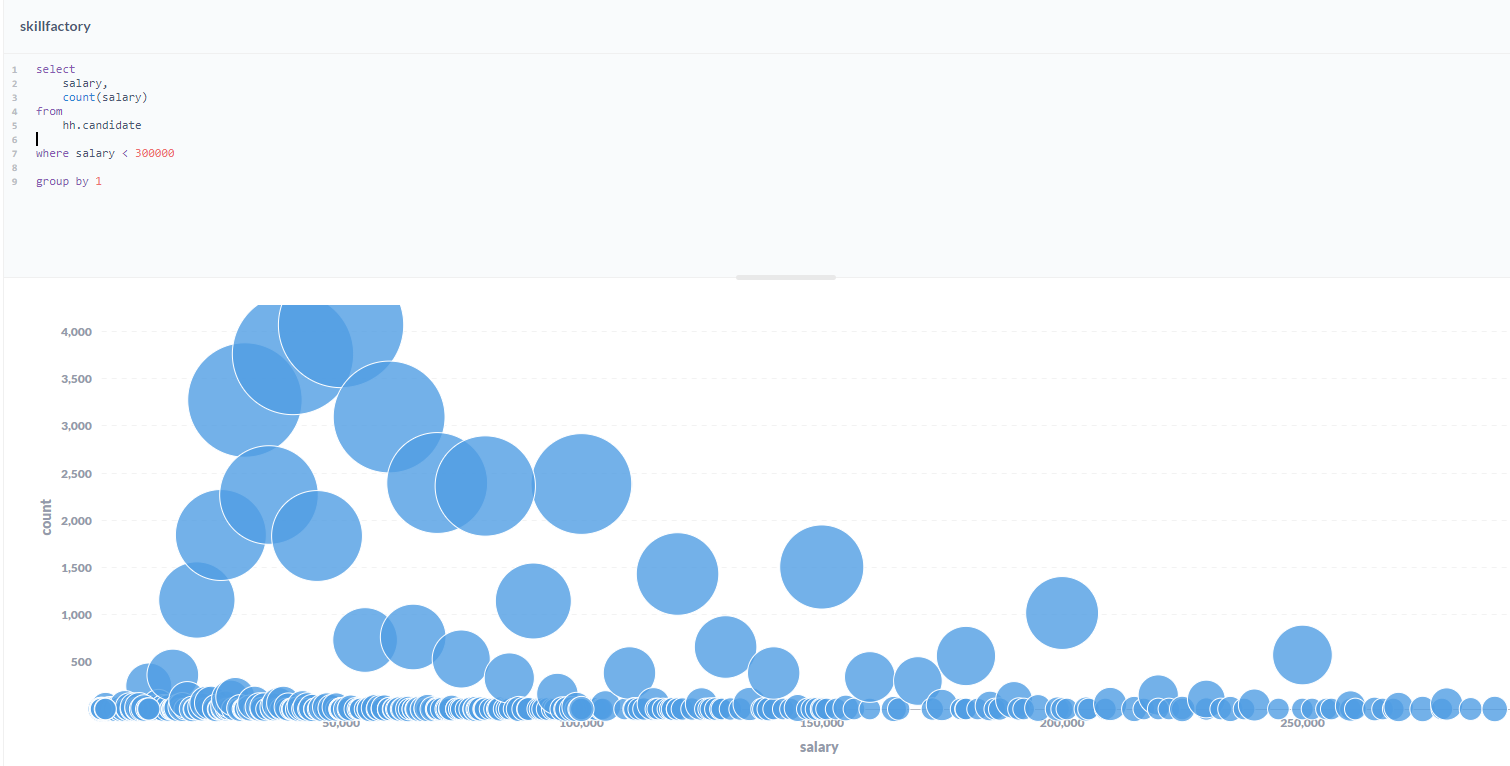 skillfactory
1 select
2 salary,
3 count(salary)
4 from
5 hh.candidate
6
7 where salary < 300000
8
9 group by 1
4,000
3,500
3,000
2,500
2,000
1,500
1,000
500
count
50,000 100,000 150,000 200,000 250,000
salary